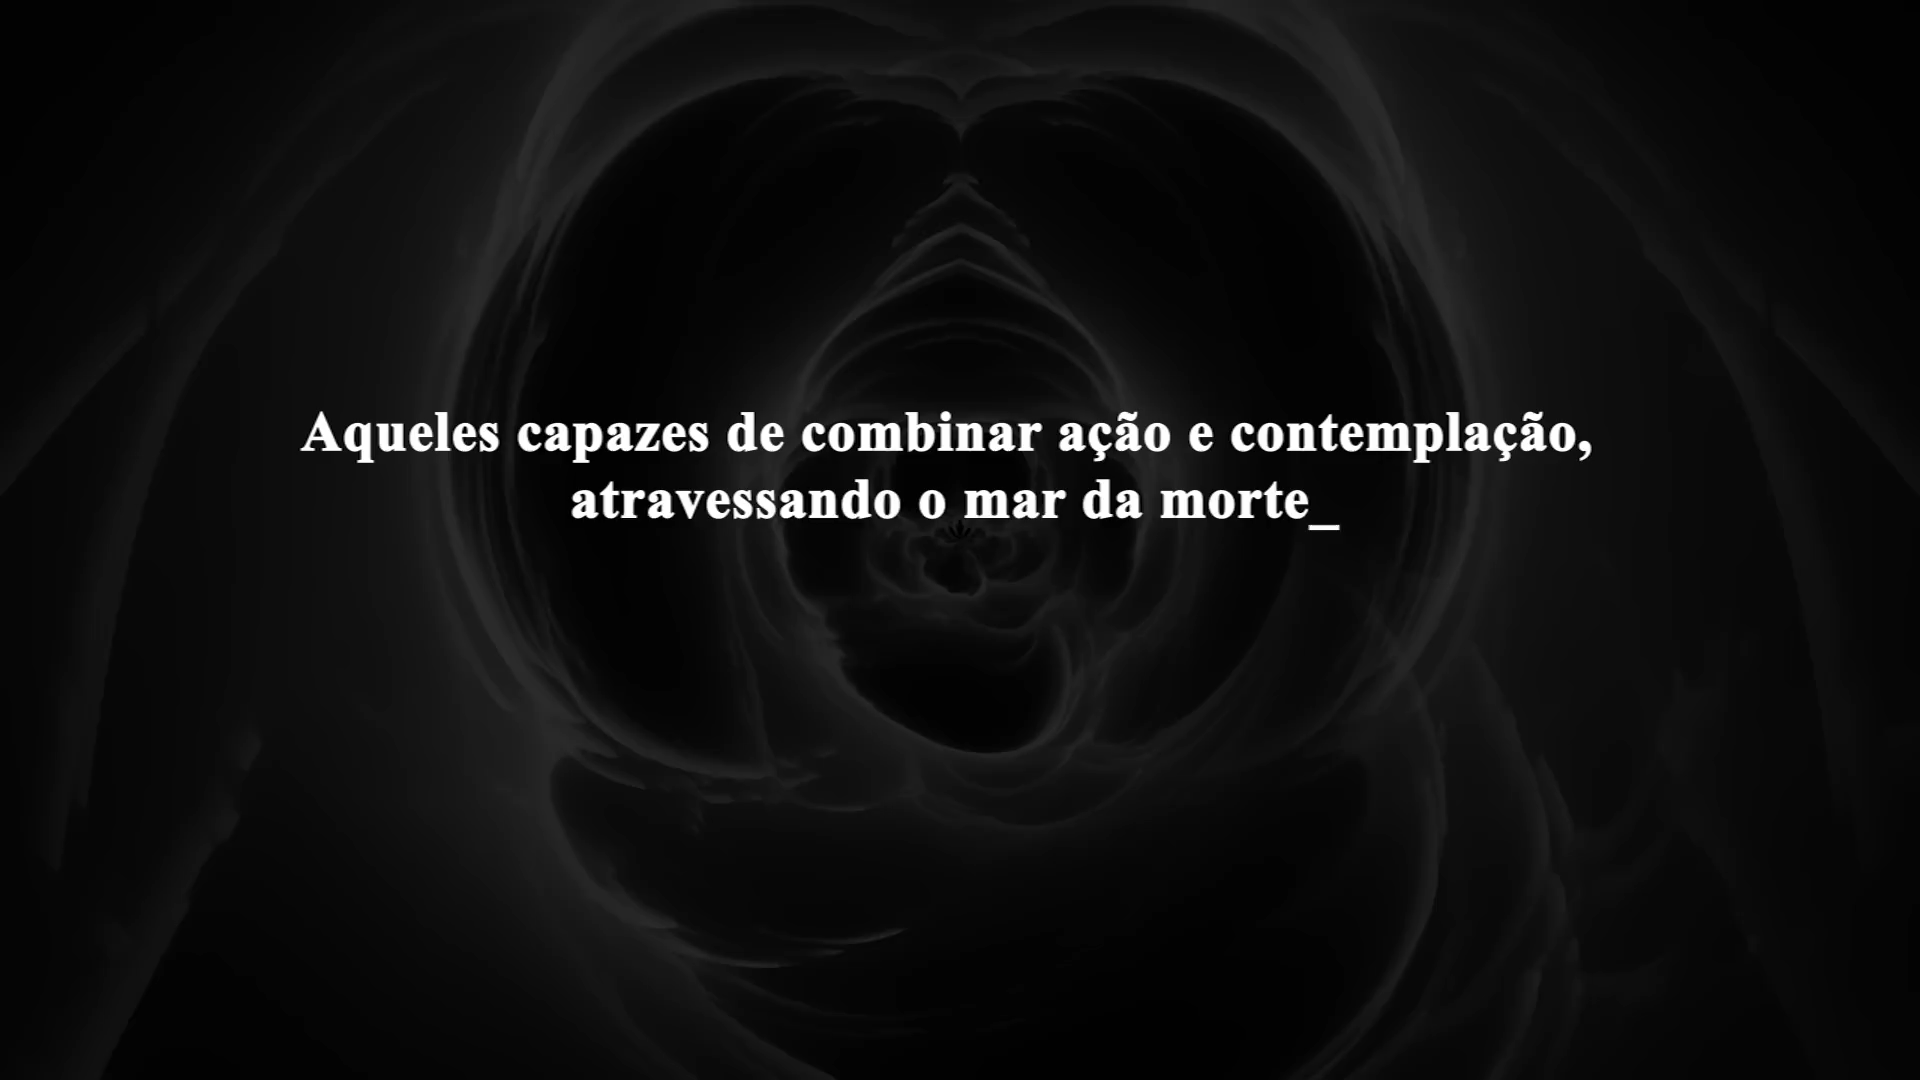 Aqueles capazes de combinar ação e contemplação,
atravessando o mar da morte_